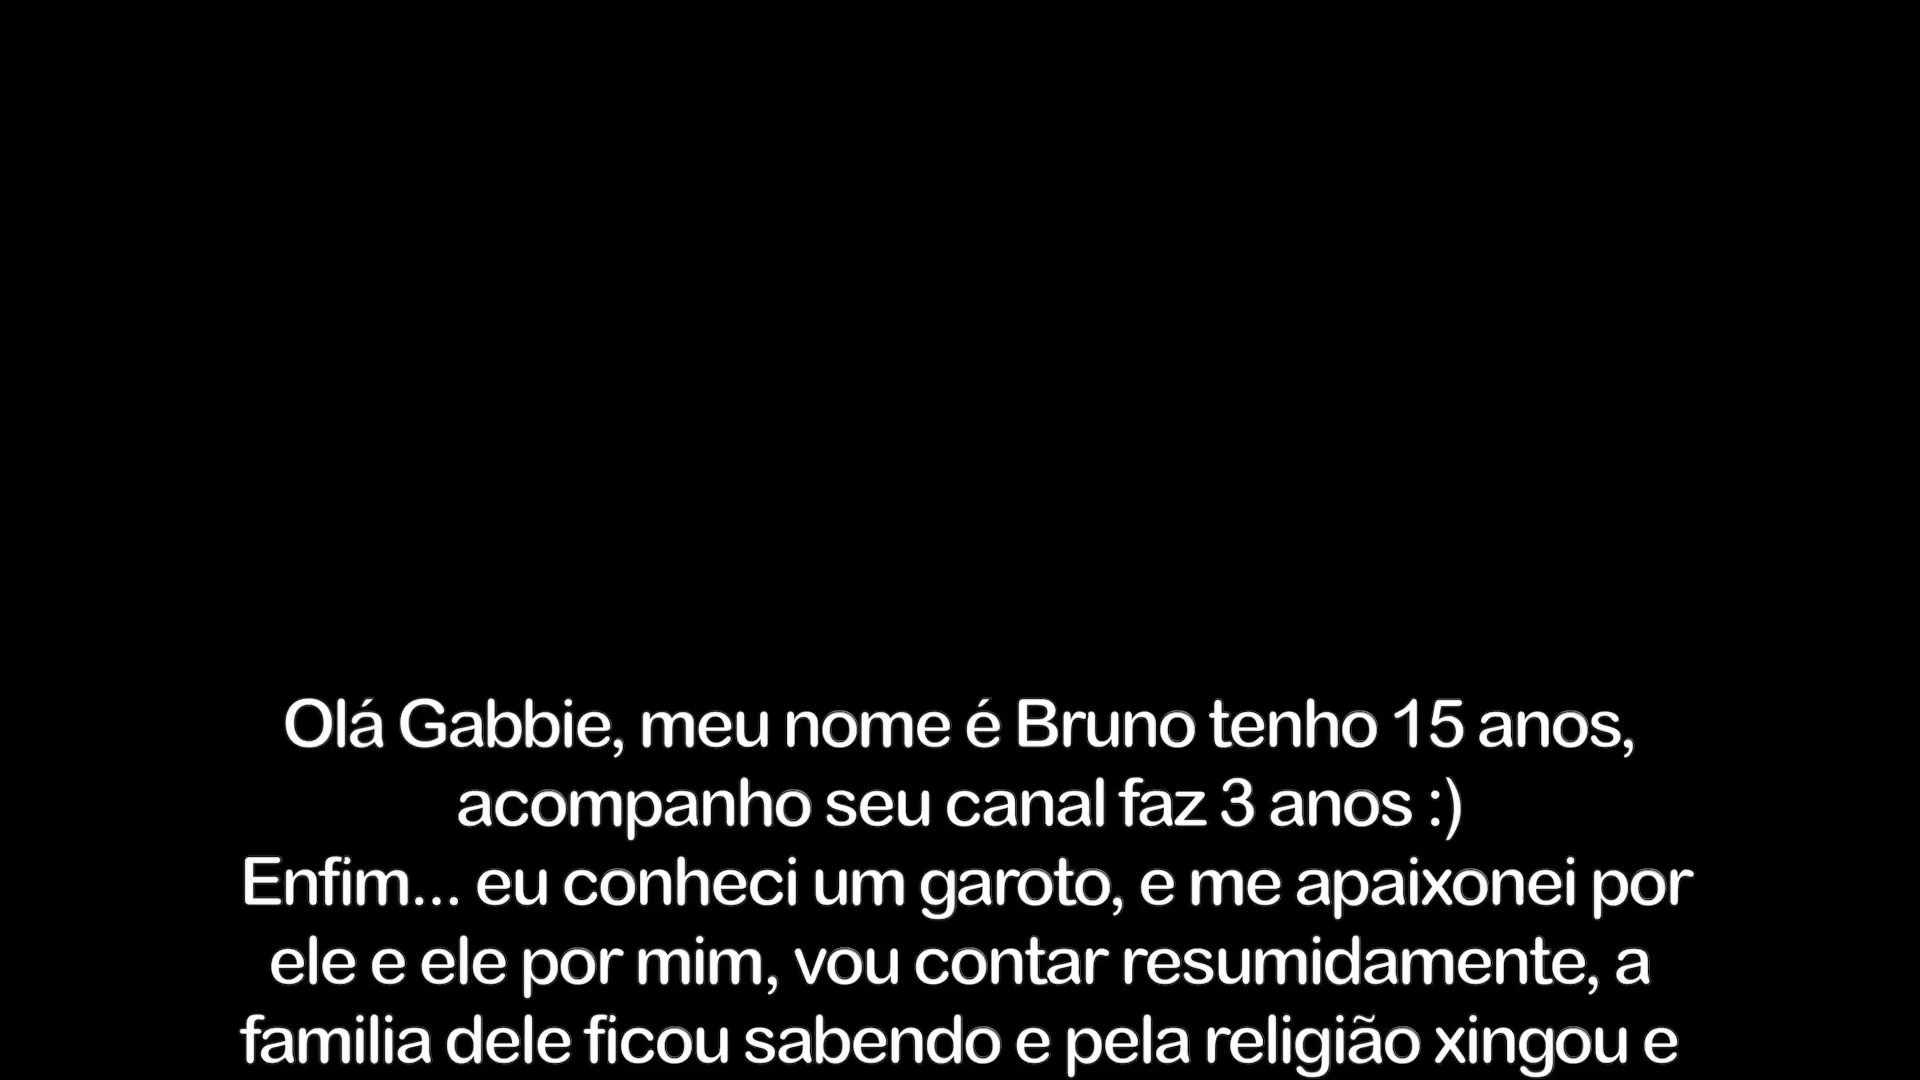 Olá Gabbie, meu nome é Bruno tenho 15 anos,
acompanho seu canal faz 3 anos :)
Enfim... eu conheci um garoto, e me apaixonei por
ele e ele por mim, vou contar resumidamente, a
familia dele ficou sabendo e pela religião xingou e